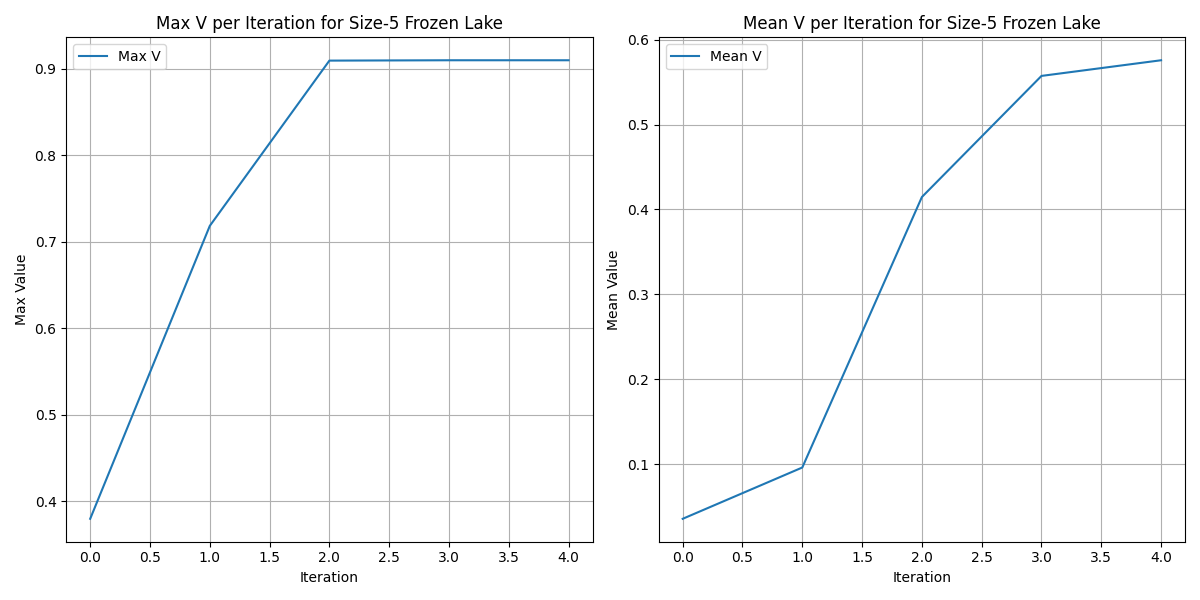 Max V per Iteration for Size-5 Frozen Lake
Max V
Max Value
0.9
0.8
0.7
0.6
0.5
0.4
0.0 0.5 1.0 1.5 2.0 2.5 3.0 3.5 4.0
Iteration
Mean V per Iteration for Size-5 Frozen Lake
Mean V
Mean Value
0.6
0.5
0.4
0.3
0.2
0.1
0.0 0.5 1.0 1.5 2.0 2.5 3.0 3.5 4.0
Iteration